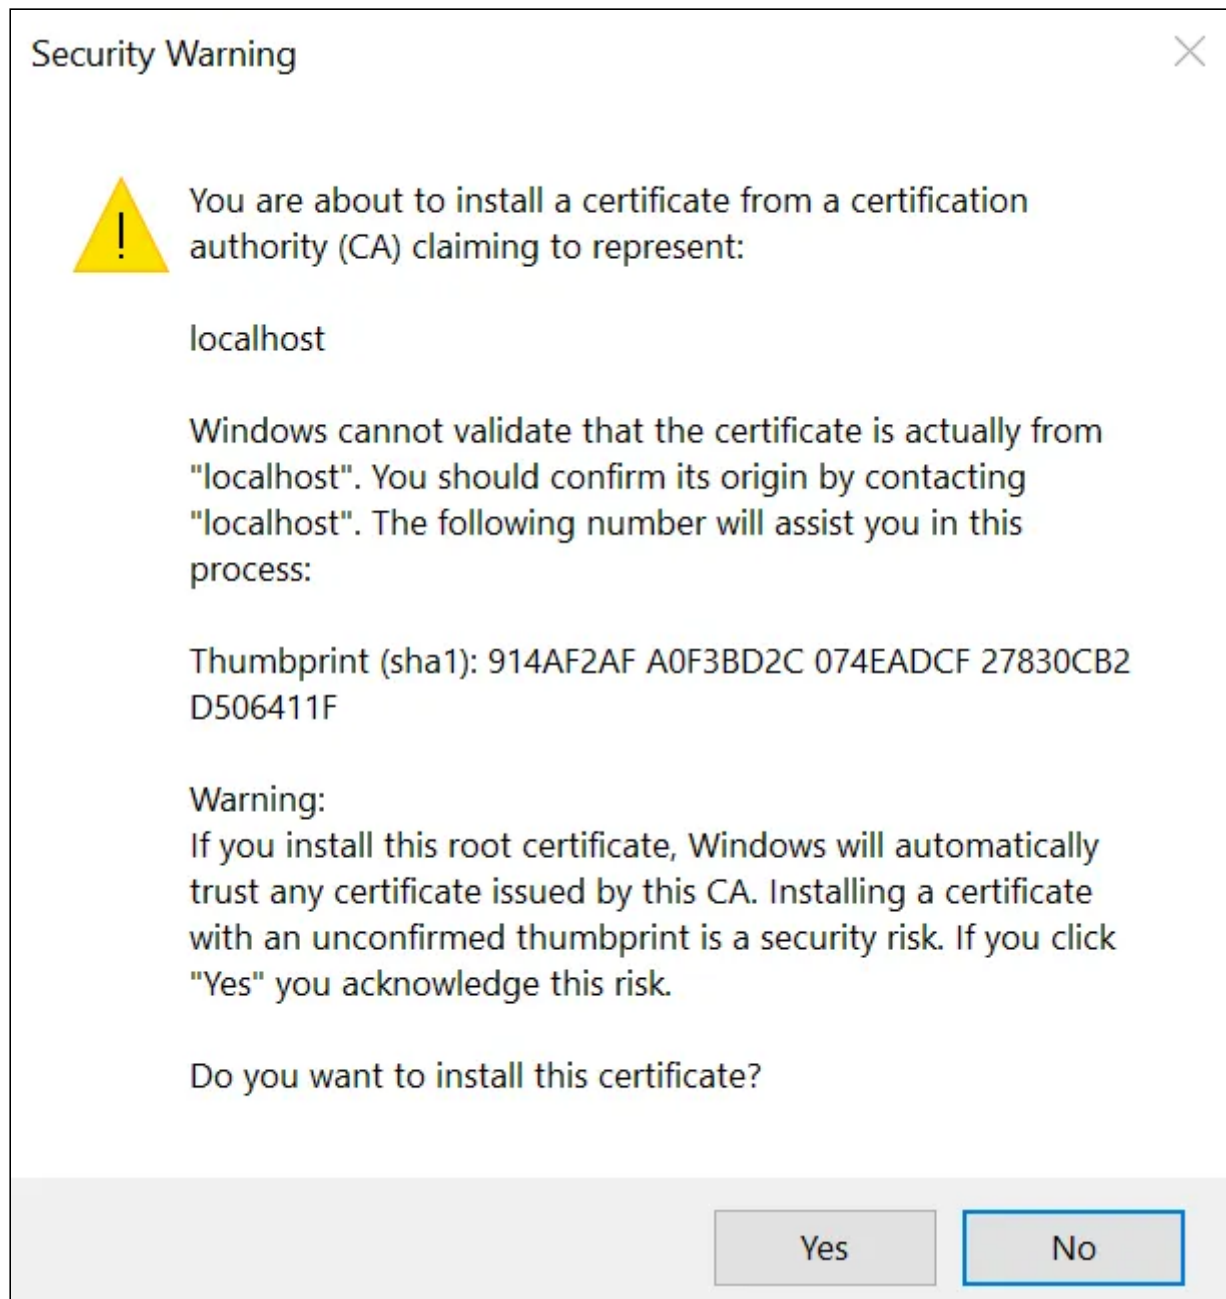 Security Warning
You are about to install a certificate from a certification
authority (CA) claiming to represent:
localhost
Windows cannot validate that the certificate is actually from
"localhost". You should confirm its origin by contacting
"localhost". The following number will assist you in this
process:
Thumbprint (sha1): 914AF2AF A0F3BD2C 074EADCF 27830CB2
D506411F
Warning:
If you install this root certificate, Windows will automatically
trust any certificate issued by this CA. Installing a certificate
with an unconfirmed thumbprint is a security risk. If you click
"Yes" you acknowledge this risk.
Do you want to install this certificate?
Yes
No